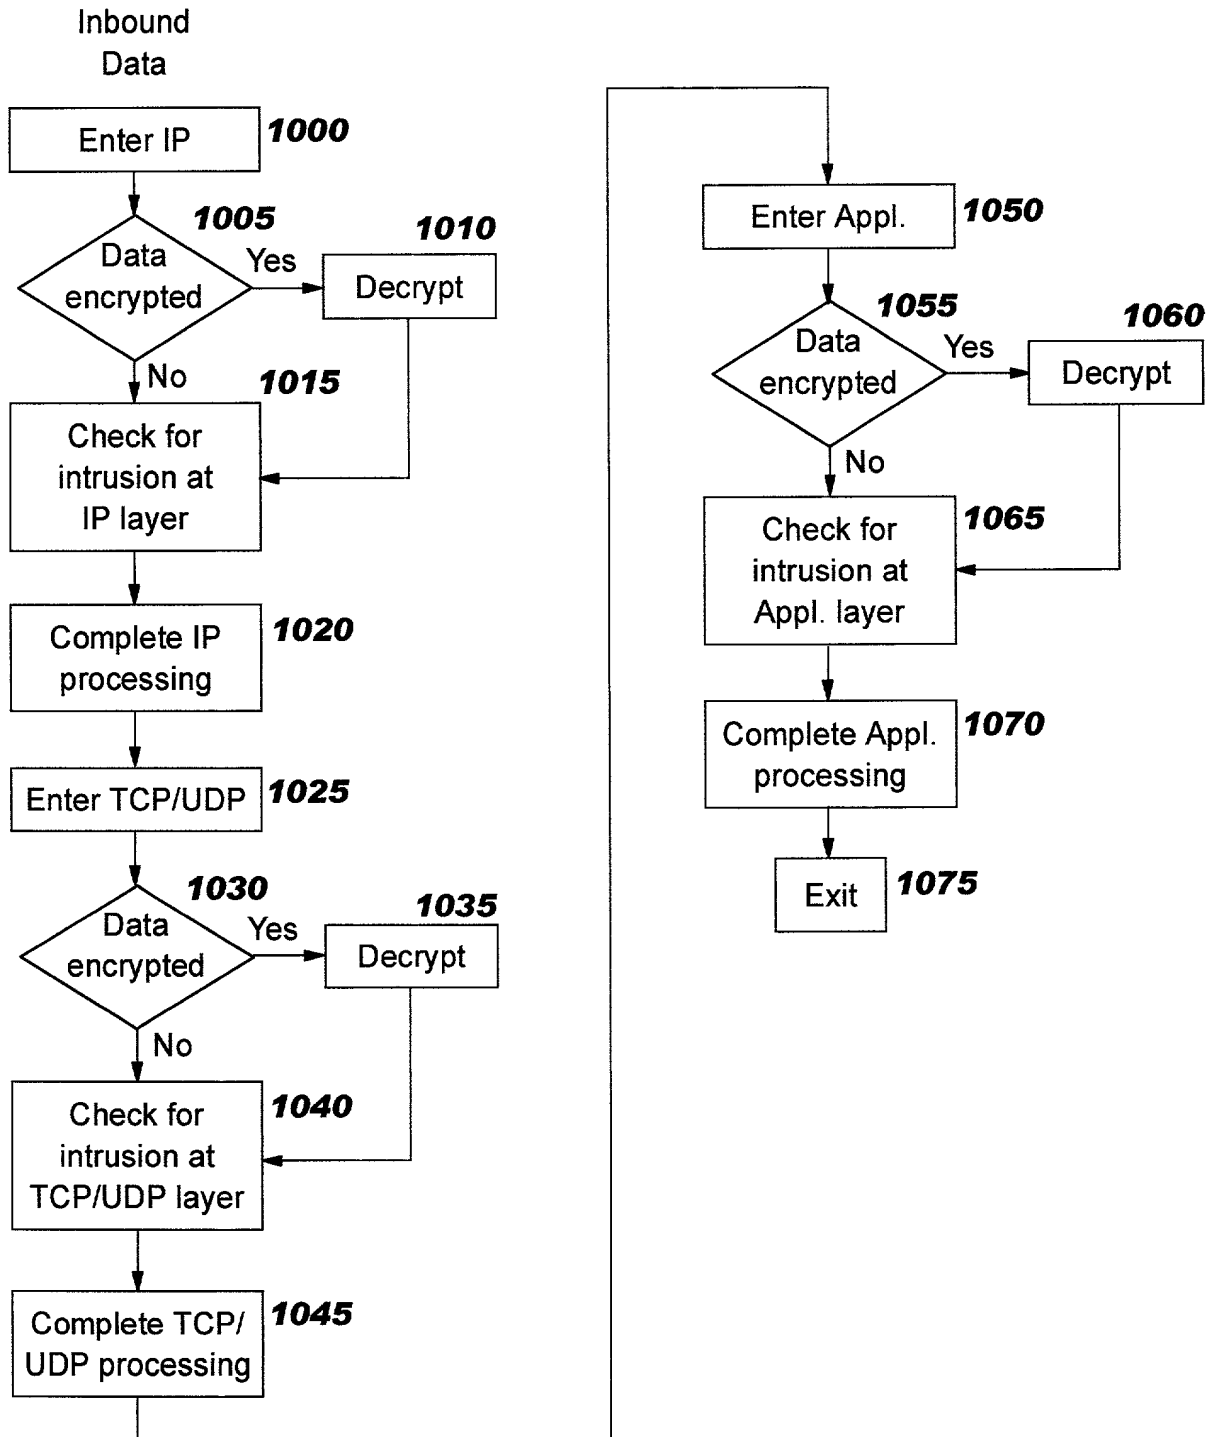 Inbound
Data
Enter IP
1000
1005
Data
encrypted
Yes
1010
Decrypt
No
1015
Check for
intrusion at
IP layer
Complete IP
processing
1020
Enter TCP/UDP
1025
1030
Data
encrypted
Yes
1035
Decrypt
No
1040
Check for
intrusion at
TCP/UDP layer
Complete TCP/
UDP processing
1045
Enter Appl.
1050
1055
Data
encrypted
Yes
1060
Decrypt
No
1065
Check for
intrusion at
Appl. layer
Complete Appl.
processing
1070
Exit
1075